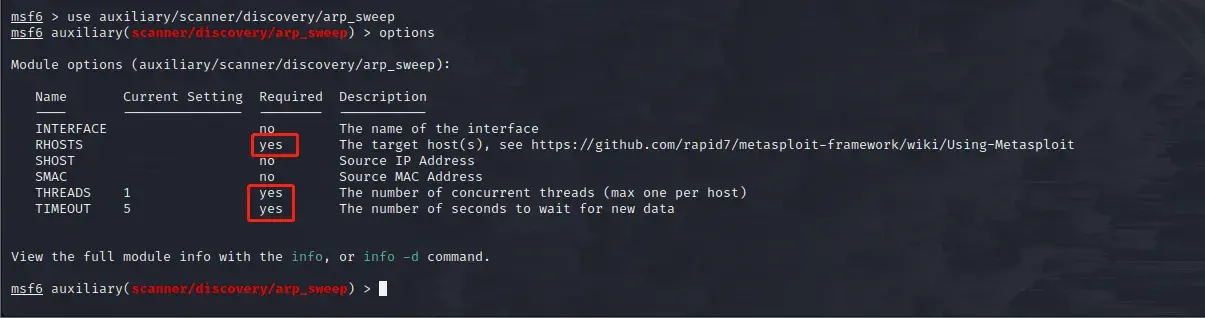 msf6 > use auxiliary/scanner/discovery/arp_sweep
msf6 auxiliary(scanner/discovery/arp_sweep) > options
Module options (auxiliary/scanner/discovery/arp_sweep):
Name Current Setting Required Description
---- --------------- -------- -----------
INTERFACE no The name of the interface
RHOSTS yes The target host(s), see https://github.com/rapid7/metasploit-framework/wiki/Using-Metasploit
SHOST no Source IP Address
SMAC no Source MAC Address
THREADS 1 yes The number of concurrent threads (max one per host)
TIMEOUT 5 yes The number of seconds to wait for new data
View the full module info with the info, or info -d command.
msf6 auxiliary(scanner/discovery/arp_sweep) >